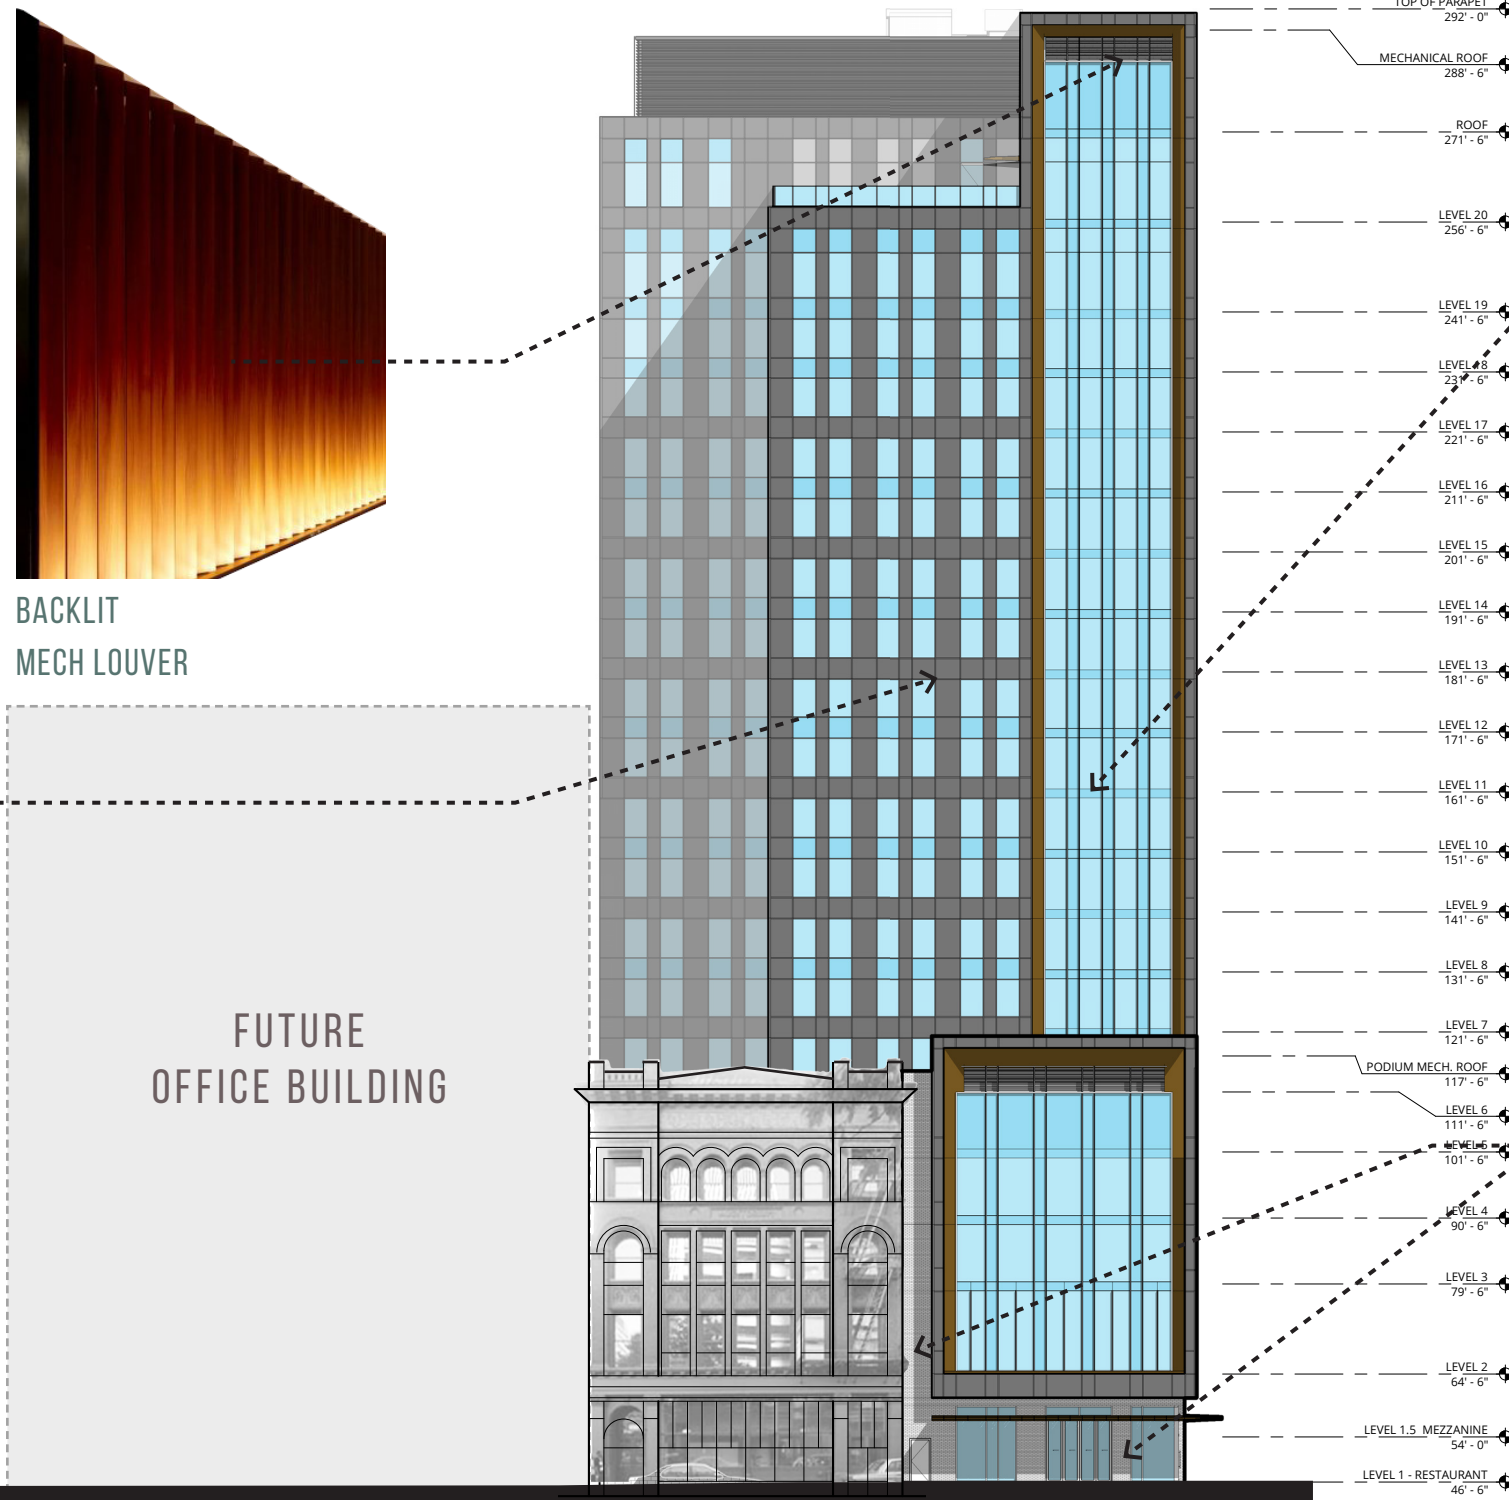 BACKLIT
MECH LOUVER
FUTURE
OFFICE BUILDING
TOP OF PARAPET
292' - 0"
MECHANICAL ROOF
288' - 6"
ROOF
271' - 6"
LEVEL 20
256' - 6"
LEVEL 19
241' - 6"
LEVEL 18
231' - 6"
LEVEL 17
221' - 6"
LEVEL 16
211' - 6"
LEVEL 15
201' - 6"
LEVEL 14
191' - 6"
LEVEL 13
181' - 6"
LEVEL 12
171' - 6"
LEVEL 11
161' - 6"
LEVEL 10
151' - 6"
LEVEL 9
141' - 6"
LEVEL 8
131' - 6"
LEVEL 7
121' - 6"
PODIUM MECH. ROOF
117' - 6"
LEVEL 6
111' - 6"
LEVEL 5
101' - 6"
LEVEL 4
90' - 6"
LEVEL 3
79' - 6"
LEVEL 2
64' - 6"
LEVEL 1.5 MEZZANINE
54' - 0"
LEVEL 1 - RESTAURANT
46' - 6"